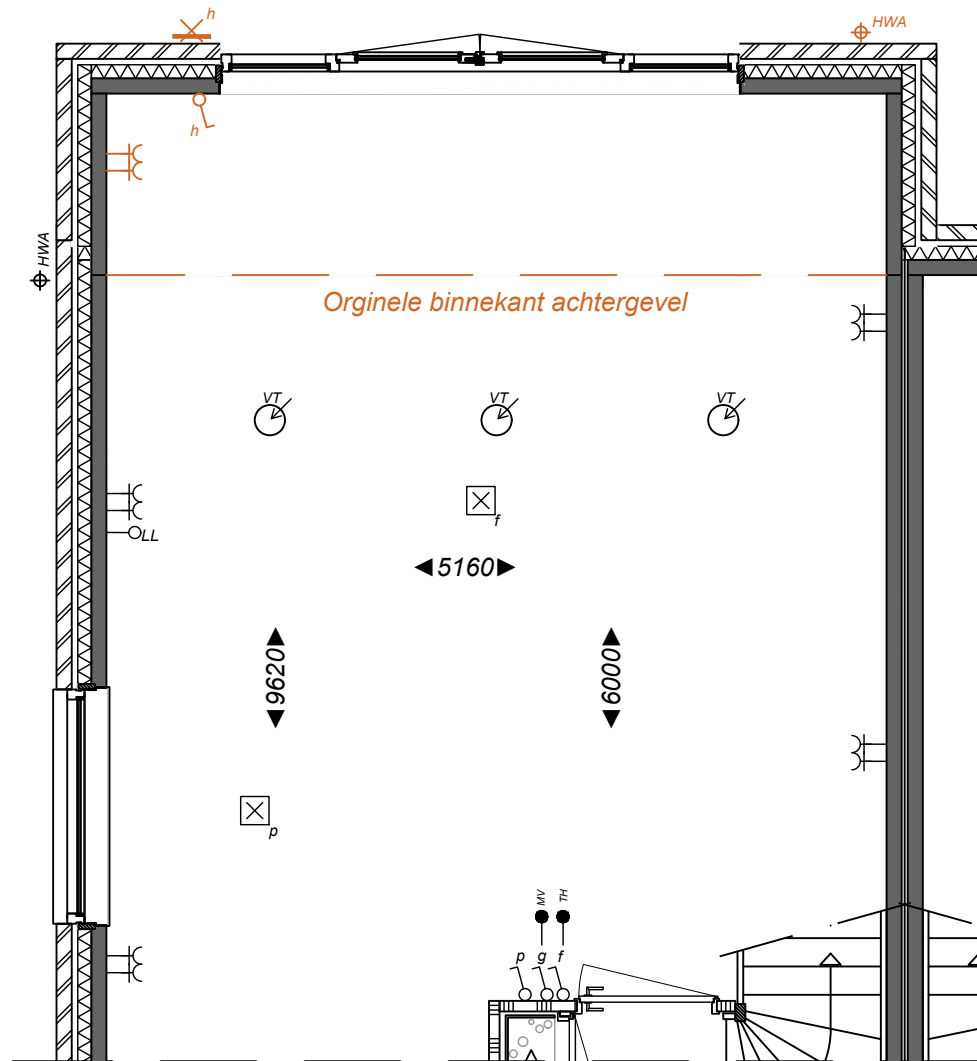 h
HWA
h
HWA
Orginele binnekant achtergevel
VT
VT
VT
f
LL
5160
9620
6000
p
MV
TH
p
g
f